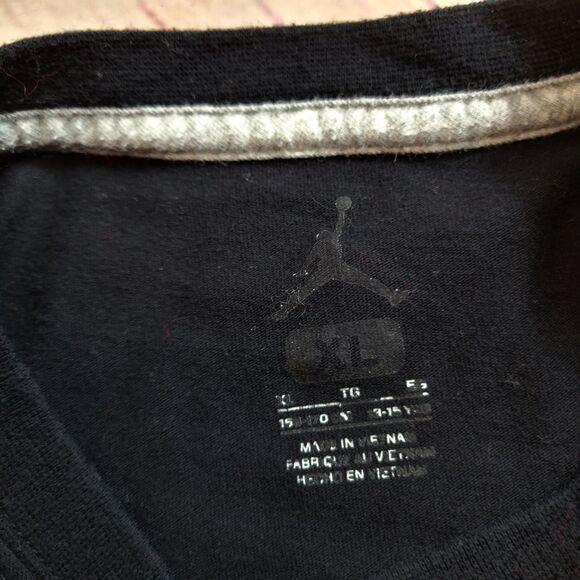 XL
XL TG
MADE IN VIETNAM
FABRIQUÉ AU VIETNAM
HECHO EN VIETNAM